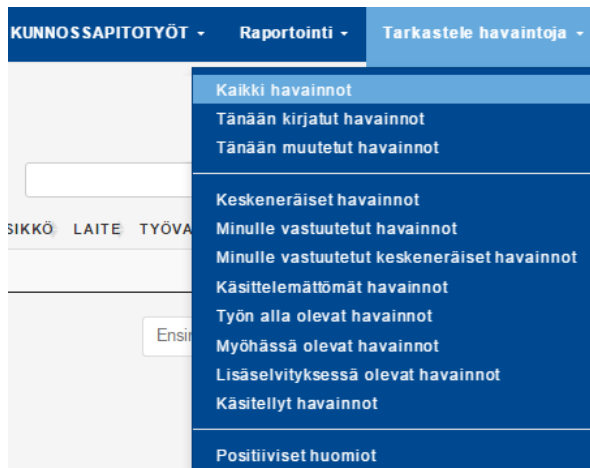 KUNNOSSAPITOTYÖT Raportointi Tarkastele havaintoja
Kaikki havainnot
Tänään kirjatut havainnot
Tänään muutetut havainnot
Keskeneräiset havainnot
SIKKÖ LAITE TYÖVA
Minulle vastuutetut havainnot
Minulle vastuutetut keskeneräiset havainnot
Käsittelemättömät havainnot
Työn alla olevat havainnot
Ensin
Myöhässä olevat havainnot
Lisäselvityksessä olevat havainnot
Käsitellyt havainnot
Positiiviset huomiot